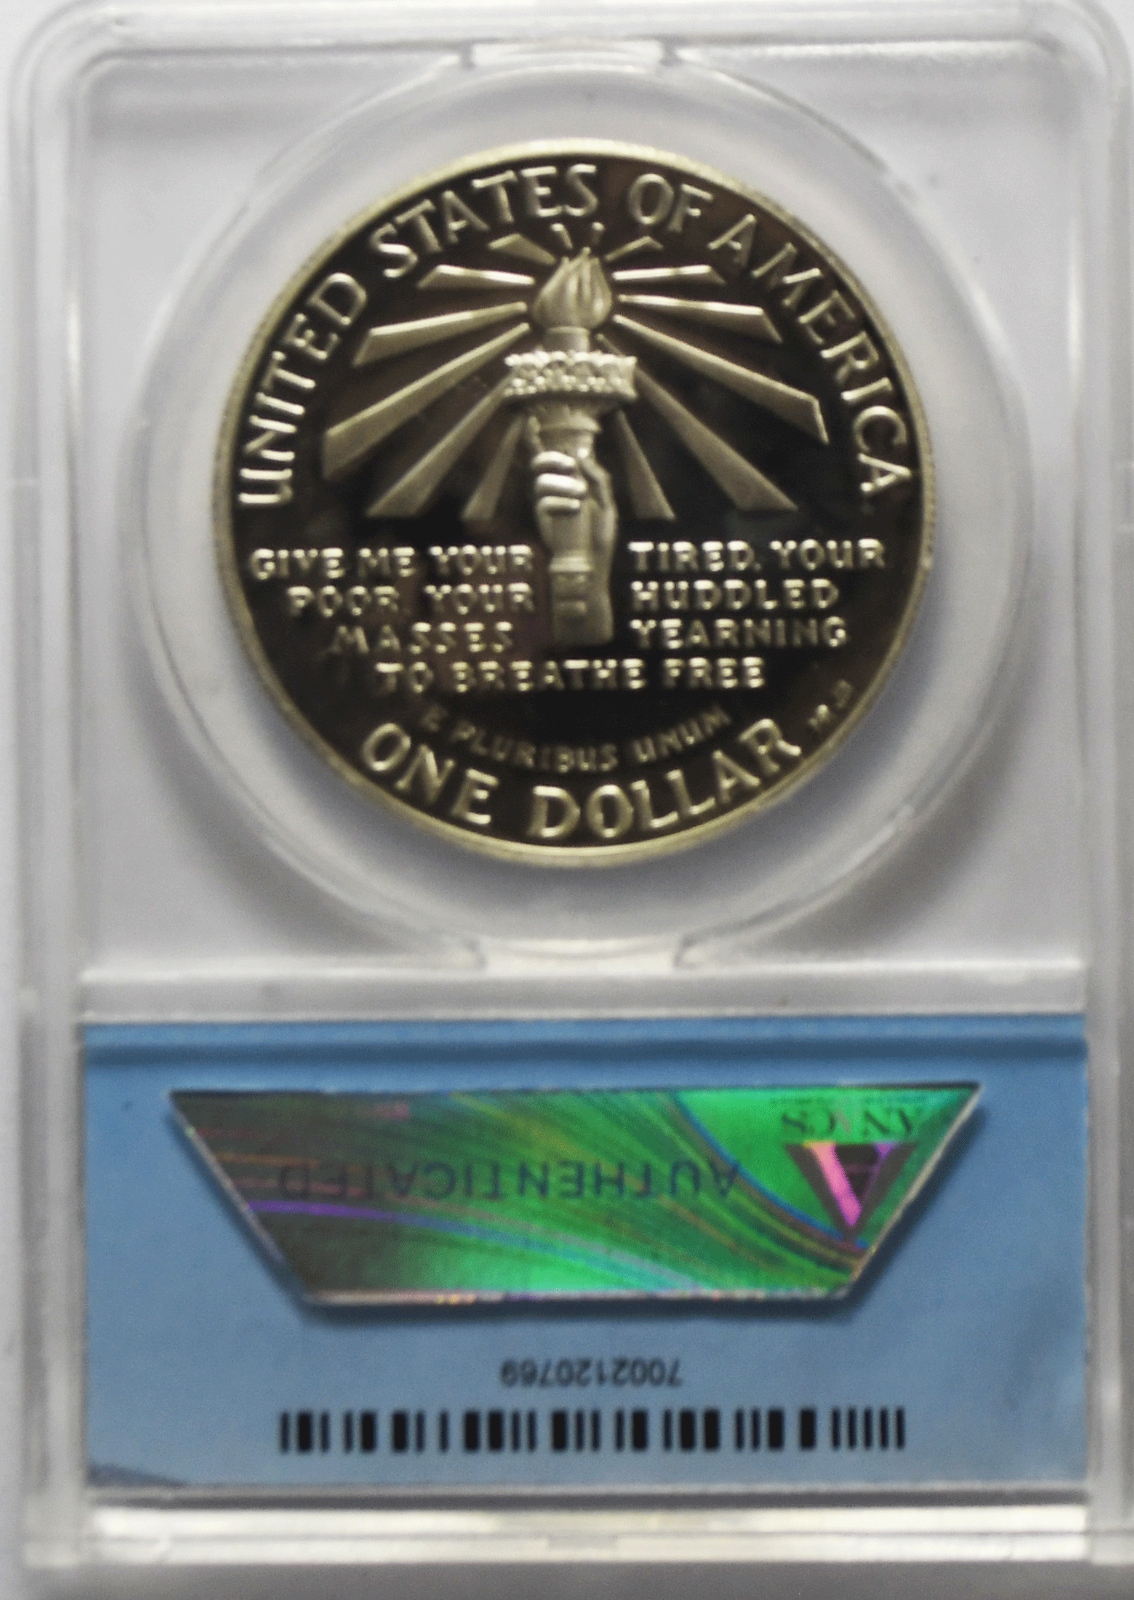 UNITED STATES OF AMERICA
GIVE ME YOUR TIRED, YOUR
POOR, YOUR HUDDLED
MASSES YEARNING
TO BREATHE FREE
E PLURIBUS UNUM
ONE DOLLAR
ANACS
AUTHENTICATED
7002120769